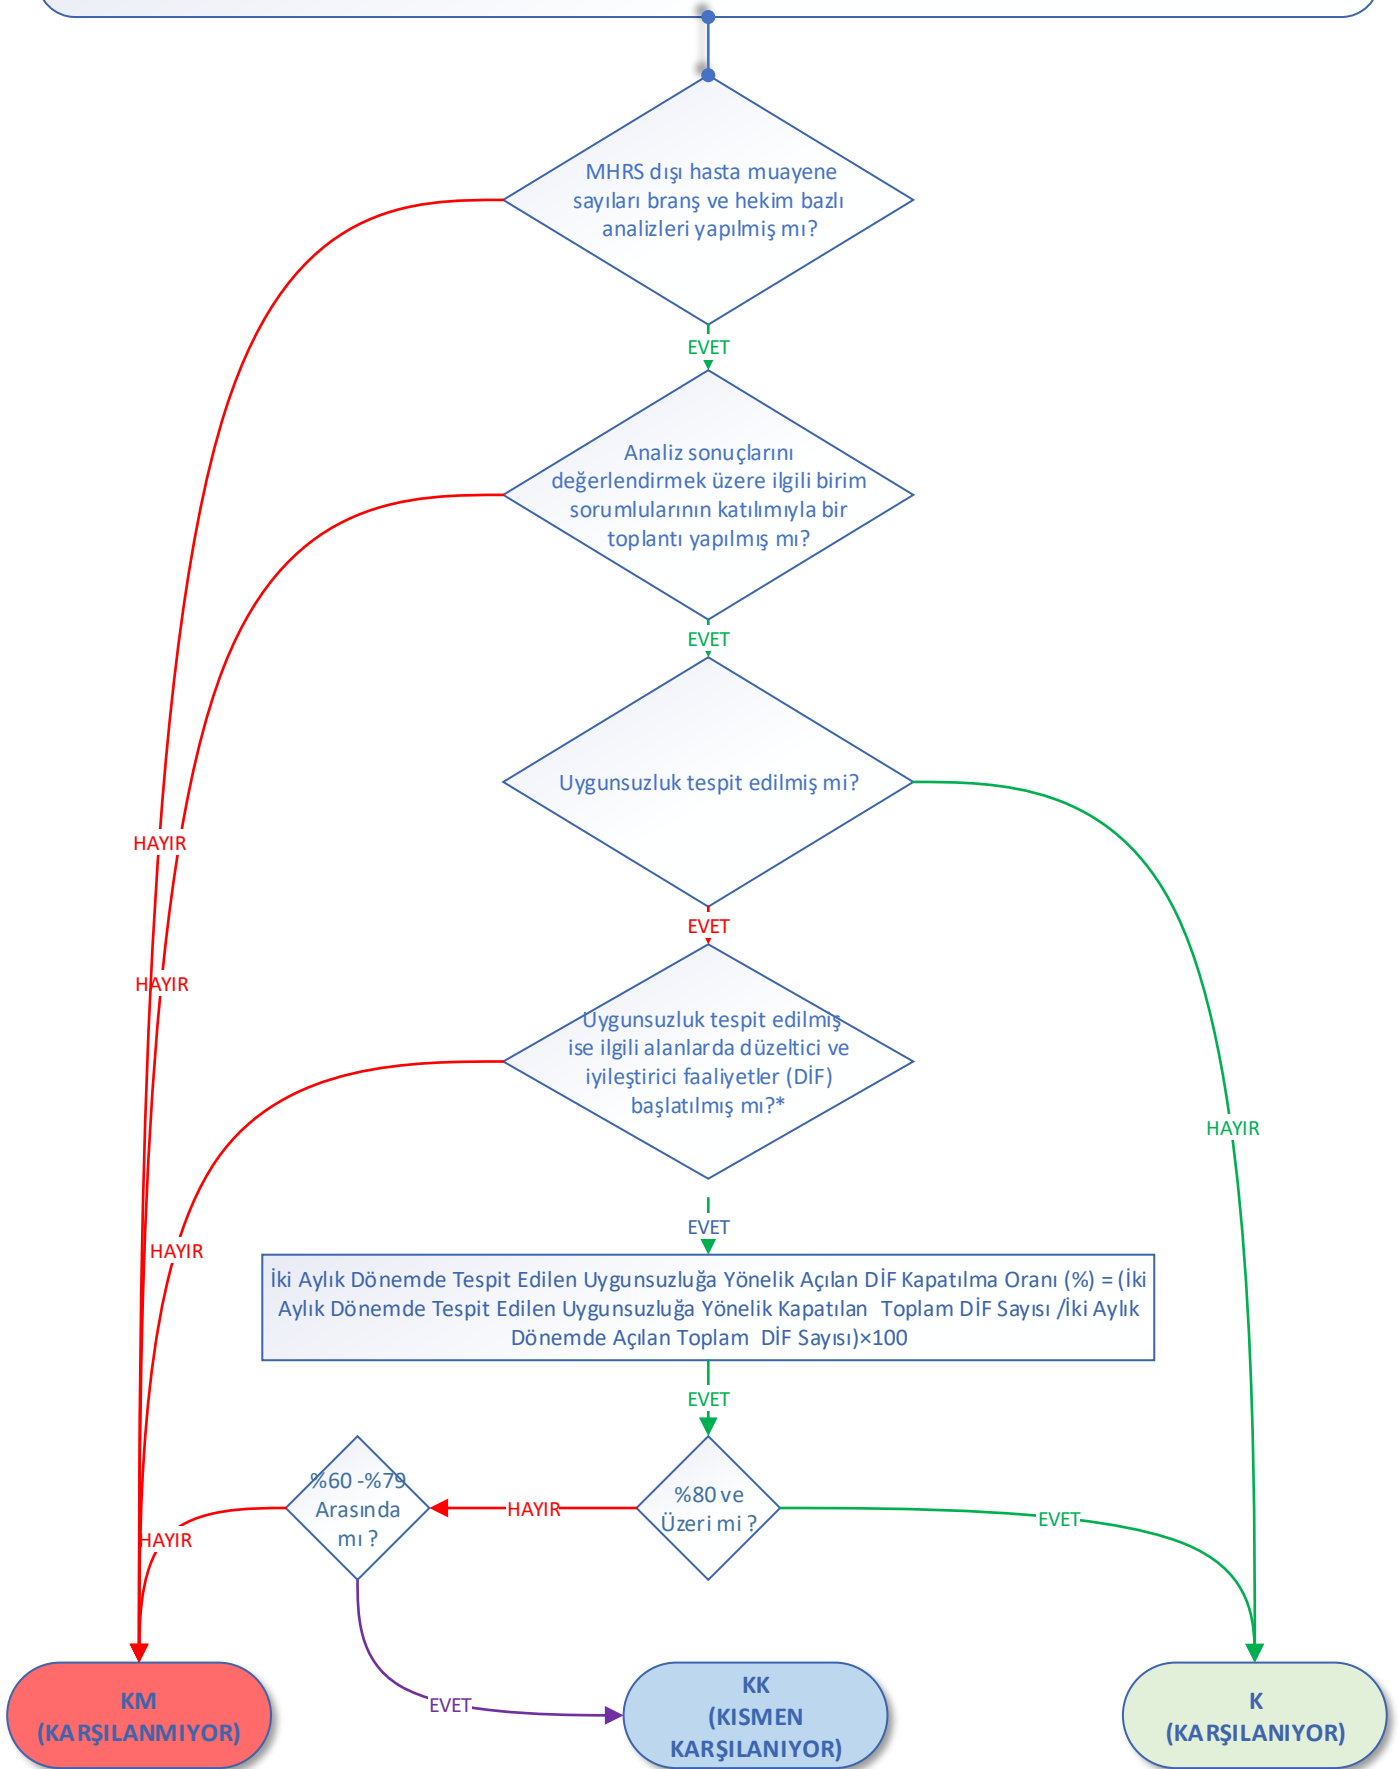 MHRS dışı hasta muayene
sayıları branş ve hekim bazlı
analizleri yapılmış mı?
EVET
Analiz sonuçlarını
değerlendirmek üzere ilgili birim
sorumlularının katılımıyla bir
toplantı yapılmış mı?
EVET
Uygunsuzluk tespit edilmiş mi?
HAYIR
EVET
HAYIR
Uygunsuzluk tespit edilmiş
ise ilgili alanlarda düzeltici ve
iyileştirici faaliyetler (DİF)
başlatılmış mı?*
HAYIR
EVET
HAYIR
İki Aylık Dönemde Tespit Edilen Uygunsuzluğa Yönelik Açılan DİF Kapatılma Oranı (%) = (İki
Aylık Dönemde Tespit Edilen Uygunsuzluğa Yönelik Kapatılan Toplam DİF Sayısı /İki Aylık
Dönemde Açılan Toplam DİF Sayısı)×100
EVET
%60 -%79
Arasında
mı ?
HAYIR
%80 ve
Üzeri mi ?
EVET
HAYIR
EVET
KM
(KARŞILANMIYOR)
KK
(KISMEN
KARŞILANIYOR)
K
(KARŞILANIYOR)